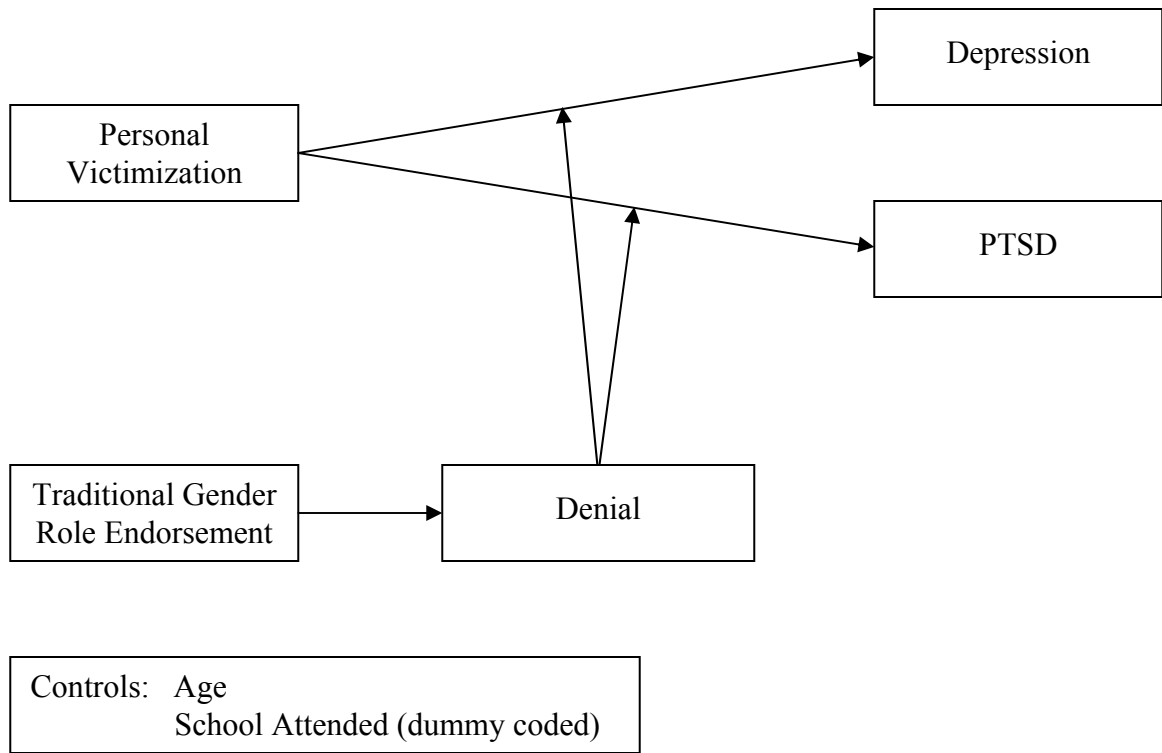 Depression
Personal
Victimization
PTSD
Traditional Gender
Role Endorsement
Denial
Controls: Age
School Attended (dummy coded)